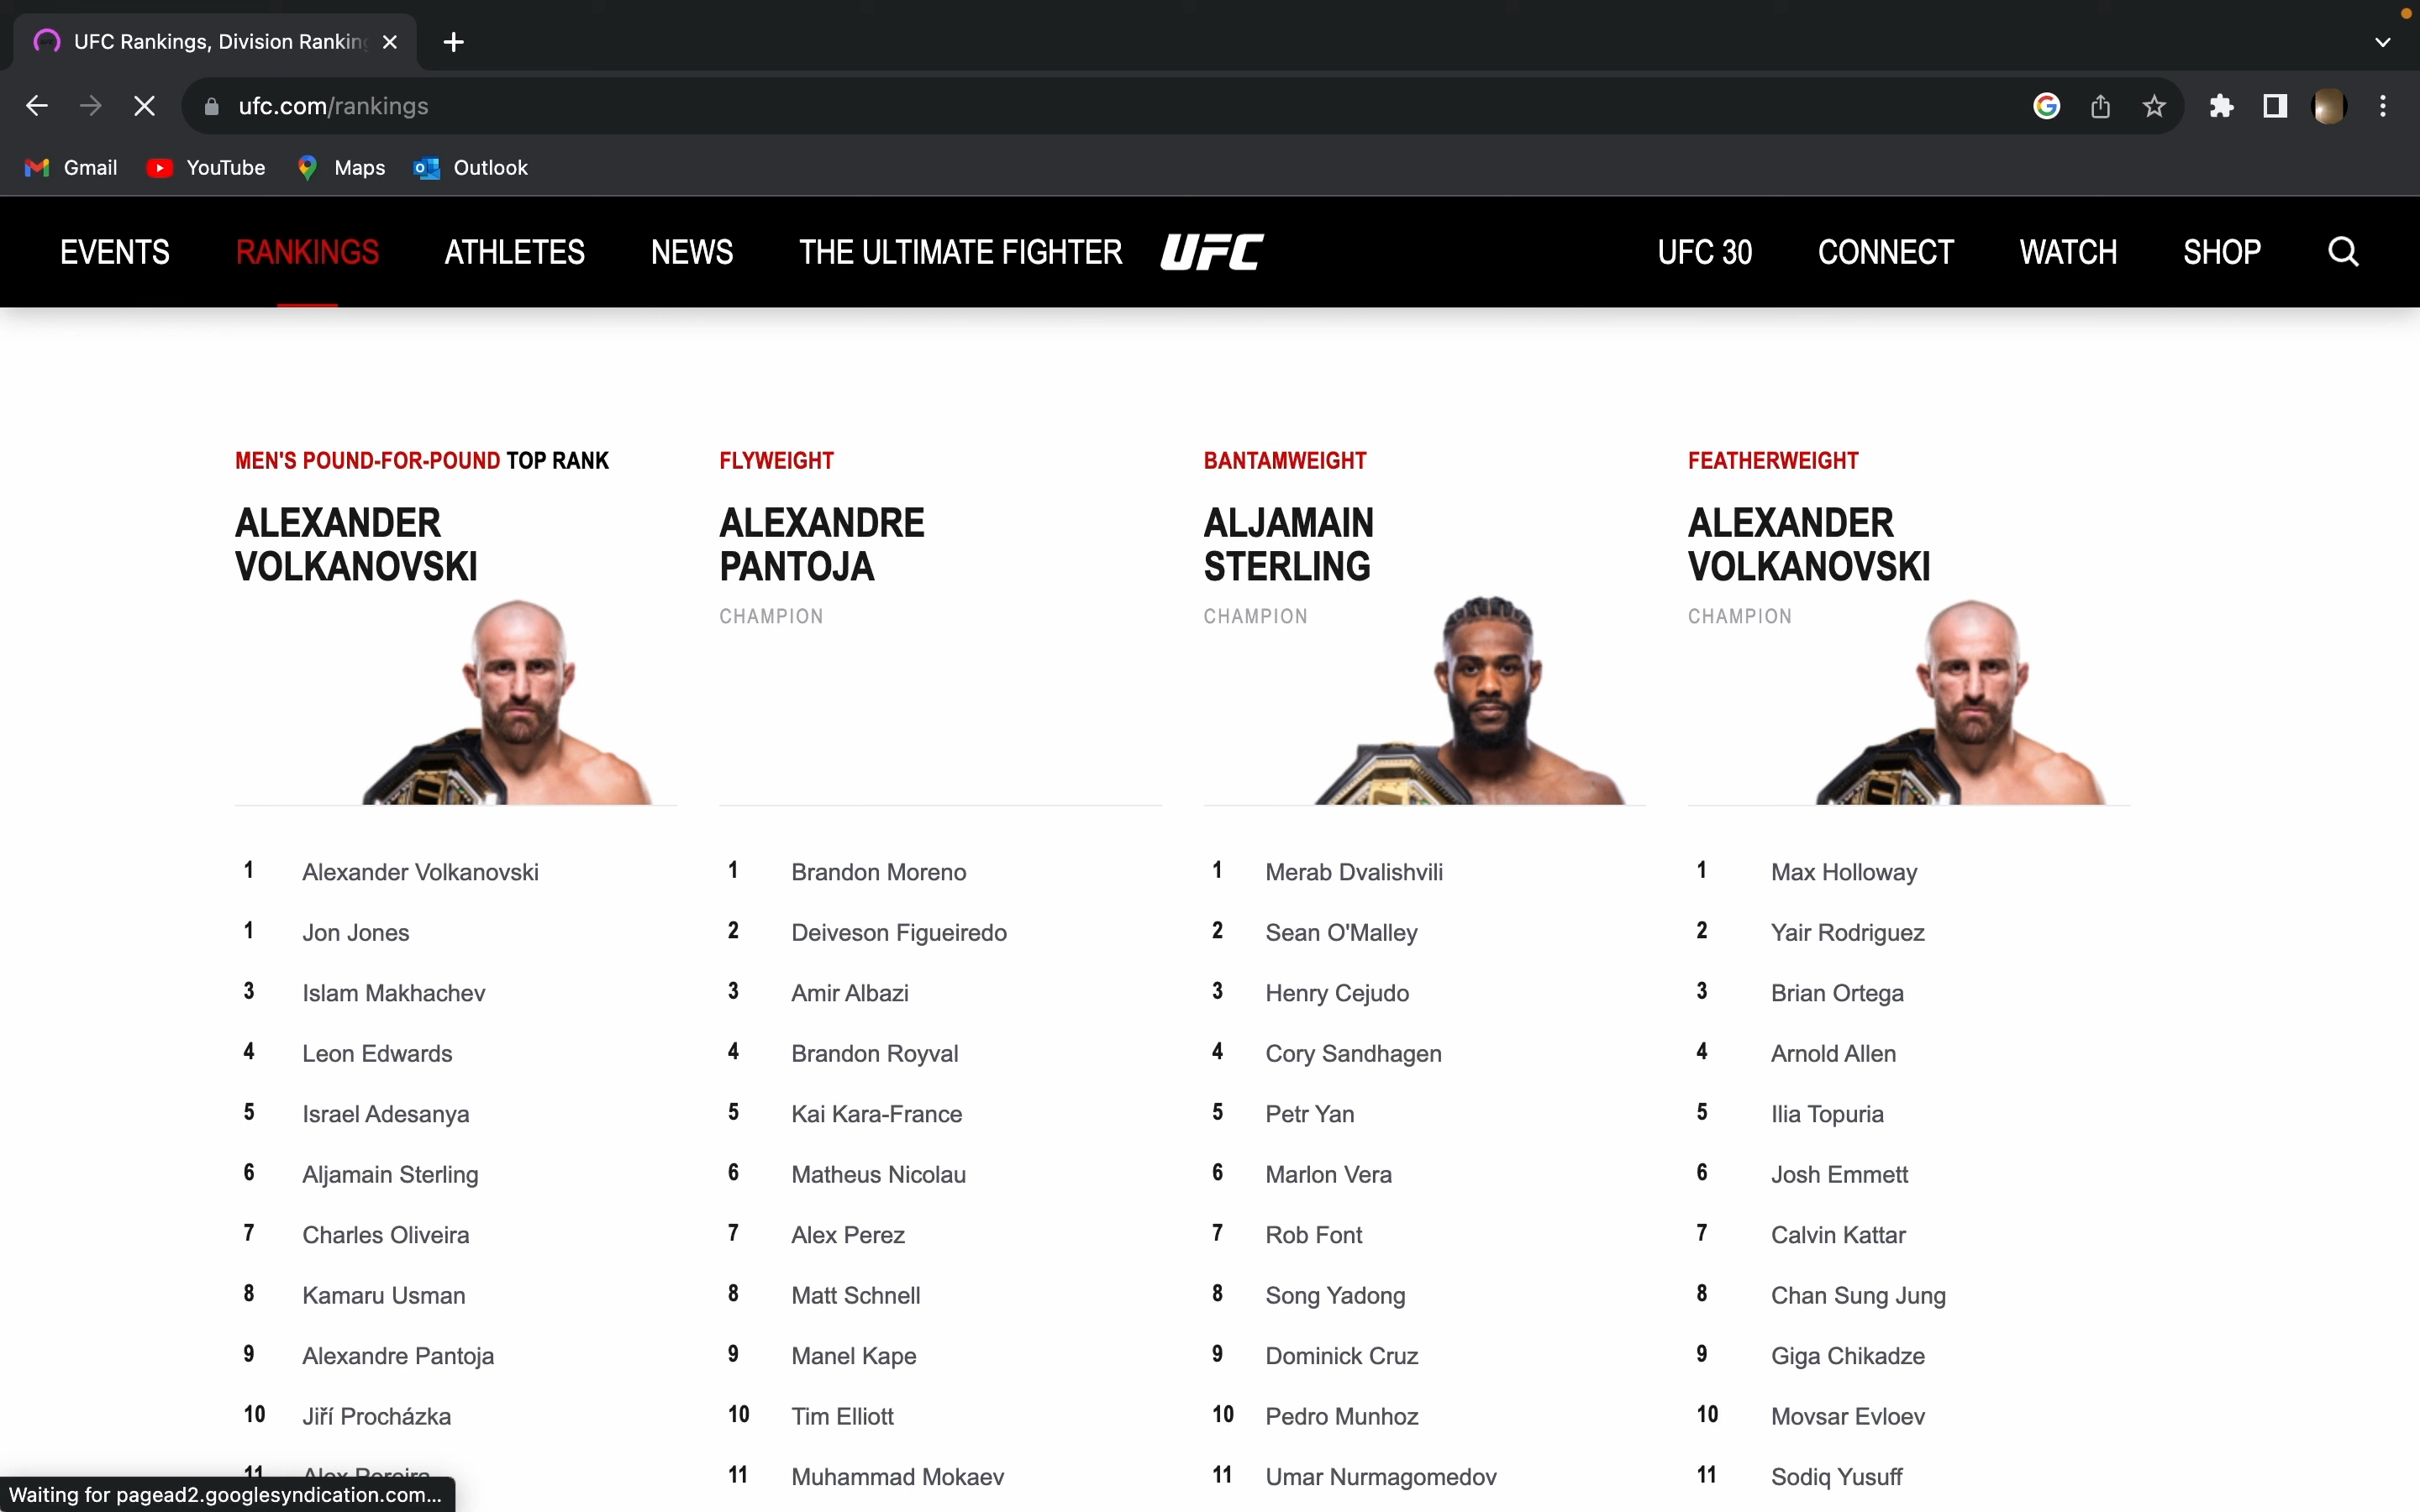 UFC Rankings, Division Ranking
ufc.com/rankings
Gmail YouTube Maps Outlook
EVENTS RANKINGS ATHLETES NEWS THE ULTIMATE FIGHTER UFC UFC 30 CONNECT WATCH SHOP
MEN'S POUND-FOR-POUND TOP RANK
ALEXANDER
VOLKANOVSKI
1 Alexander Volkanovski
1 Jon Jones
3 Islam Makhachev
4 Leon Edwards
5 Israel Adesanya
6 Aljamain Sterling
7 Charles Oliveira
8 Kamaru Usman
9 Alexandre Pantoja
10 Jiří Procházka
11 Alex Pereira
FLYWEIGHT
ALEXANDRE
PANTOJA
CHAMPION
1 Brandon Moreno
2 Deiveson Figueiredo
3 Amir Albazi
4 Brandon Royval
5 Kai Kara-France
6 Matheus Nicolau
7 Alex Perez
8 Matt Schnell
9 Manel Kape
10 Tim Elliott
11 Muhammad Mokaev
BANTAMWEIGHT
ALJAMAIN
STERLING
CHAMPION
1 Merab Dvalishvili
2 Sean O'Malley
3 Henry Cejudo
4 Cory Sandhagen
5 Petr Yan
6 Marlon Vera
7 Rob Font
8 Song Yadong
9 Dominick Cruz
10 Pedro Munhoz
11 Umar Nurmagomedov
FEATHERWEIGHT
ALEXANDER
VOLKANOVSKI
CHAMPION
1 Max Holloway
2 Yair Rodriguez
3 Brian Ortega
4 Arnold Allen
5 Ilia Topuria
6 Josh Emmett
7 Calvin Kattar
8 Chan Sung Jung
9 Giga Chikadze
10 Movsar Evloev
11 Sodiq Yusuff
Waiting for pagead2.googlesyndication.com...